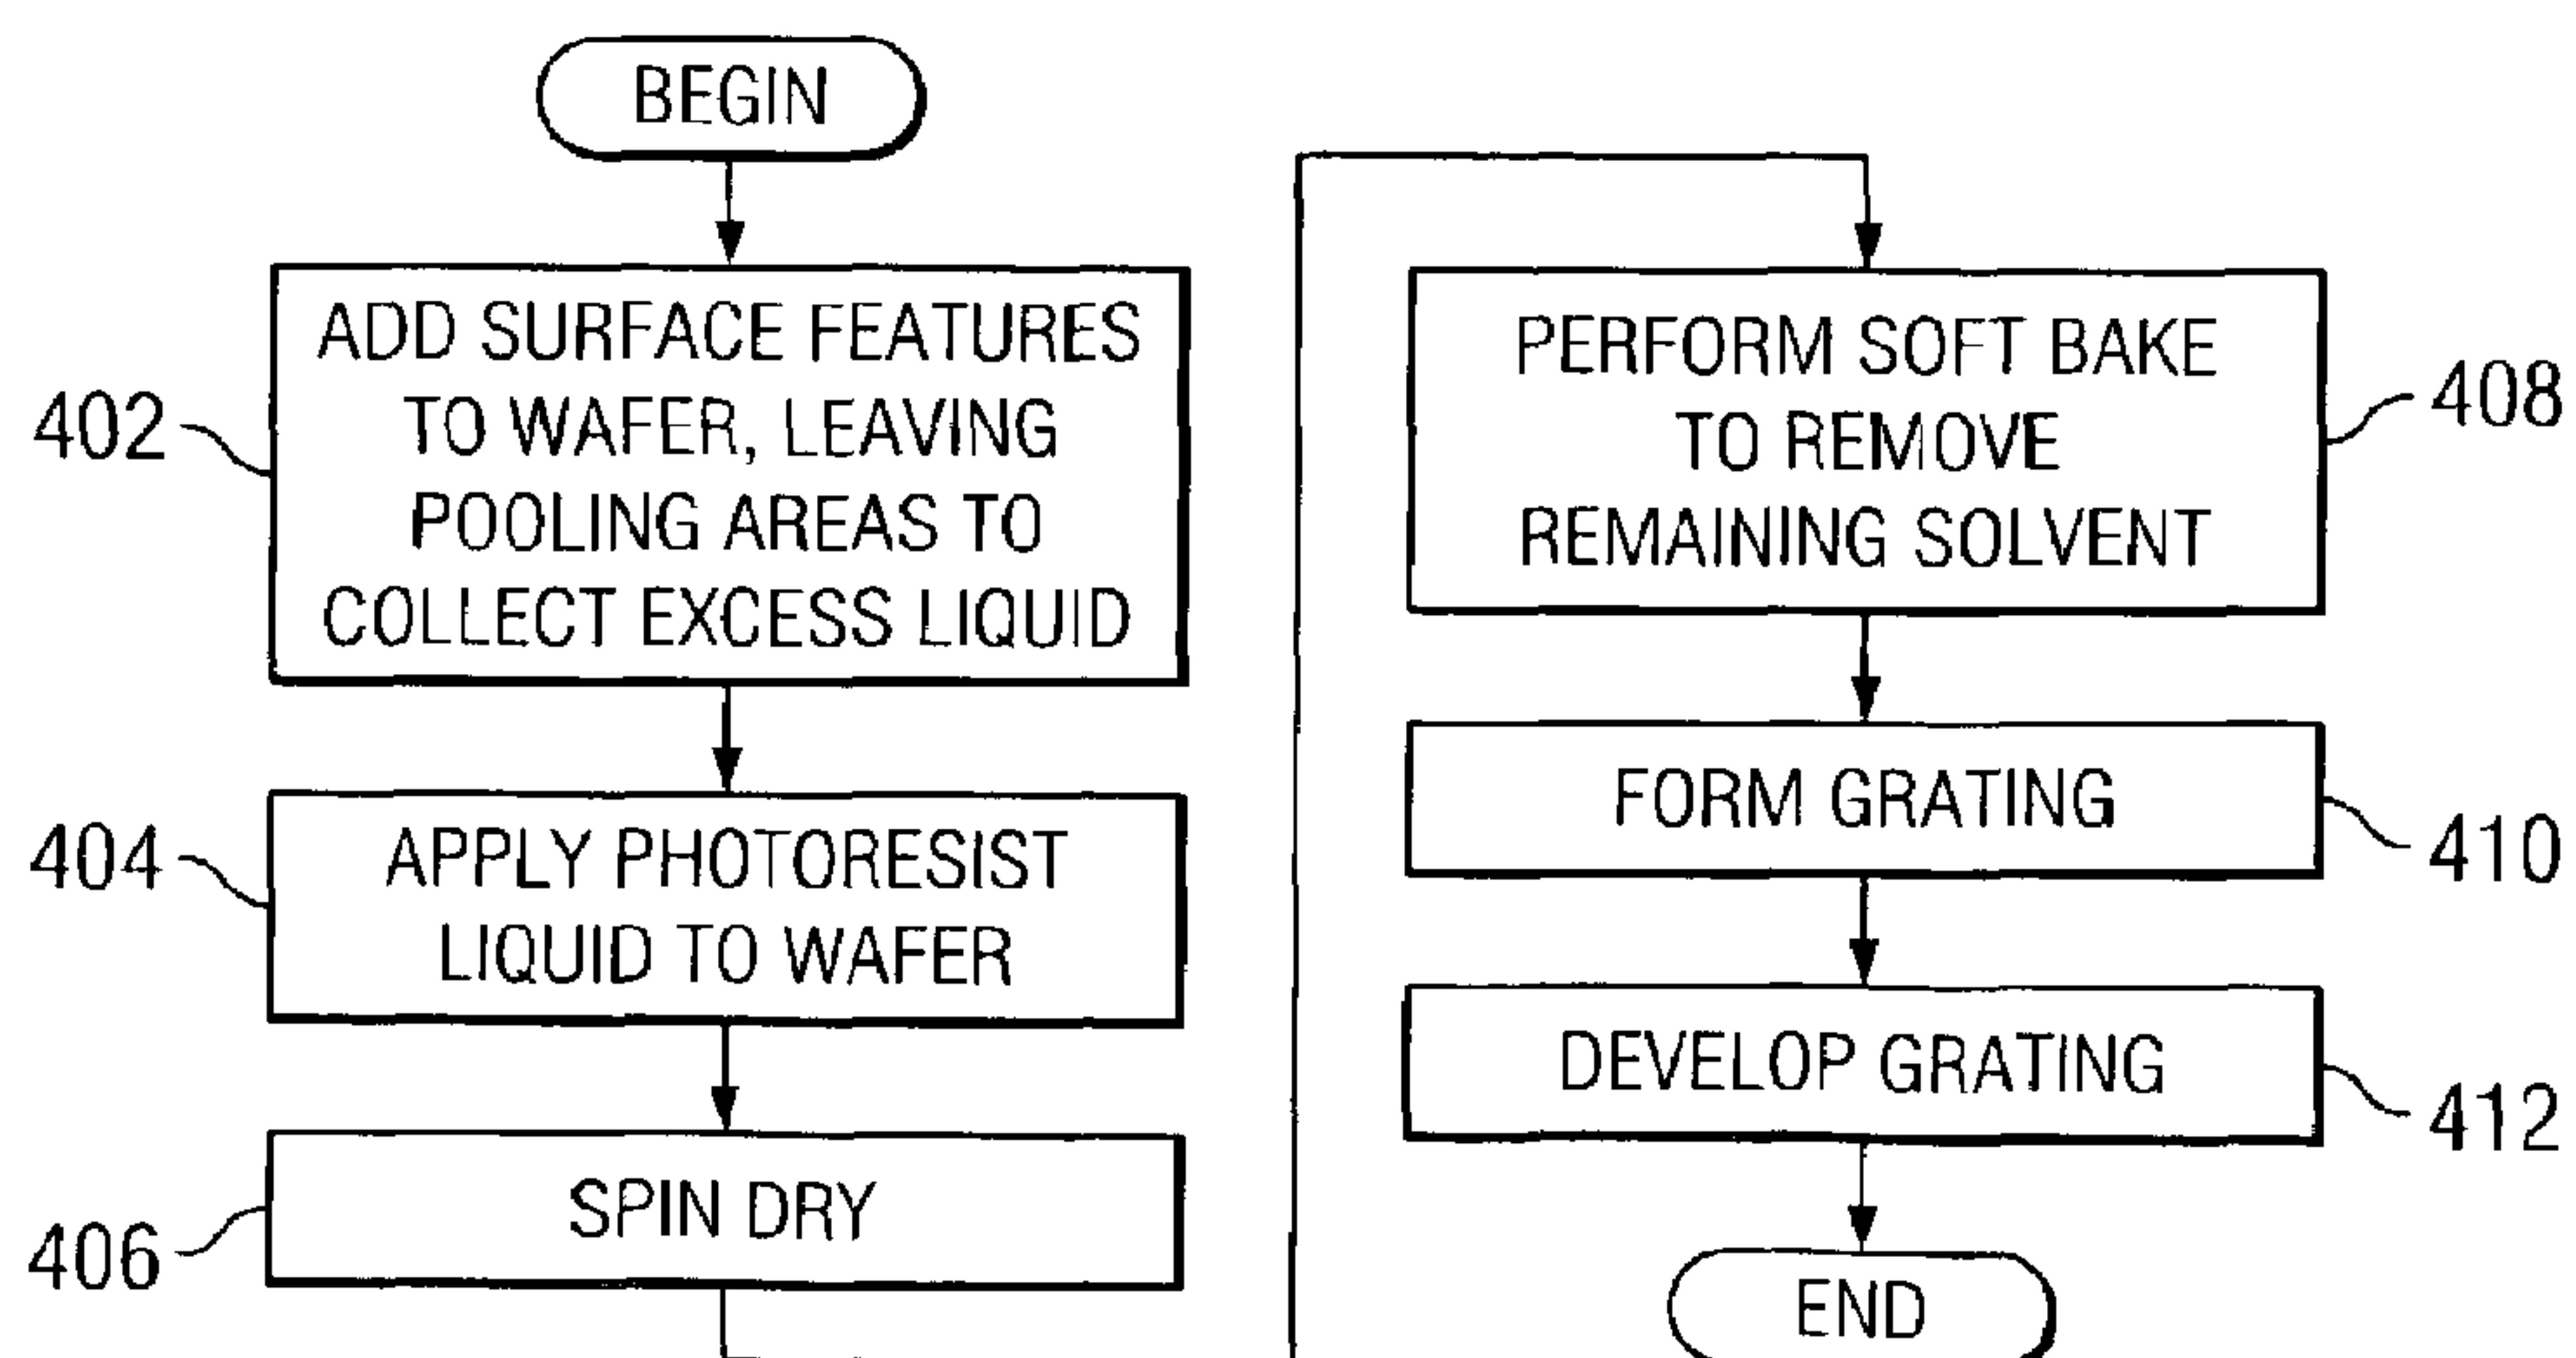 BEGIN
402
ADD SURFACE FEATURES
TO WAFER, LEAVING
POOLING AREAS TO
COLLECT EXCESS LIQUID
404
APPLY PHOTORESIST
LIQUID TO WAFER
406
SPIN DRY
PERFORM SOFT BAKE
TO REMOVE
REMAINING SOLVENT
408
FORM GRATING
410
DEVELOP GRATING
412
END